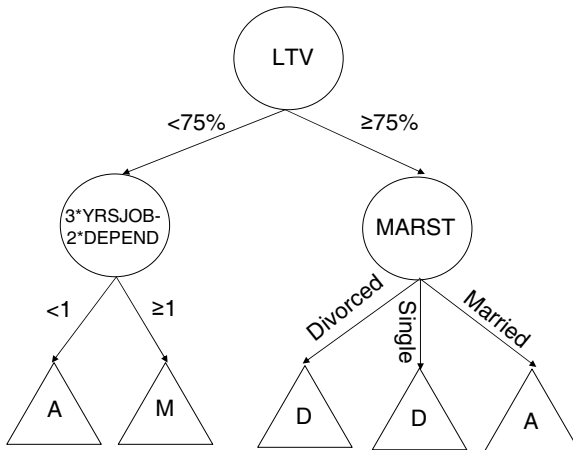 LTV
<75%
≥75%
3*YRSJOB-
2*DEPEND
MARST
<1
≥1
Divorced
Single
Married
A
M
D
D
A